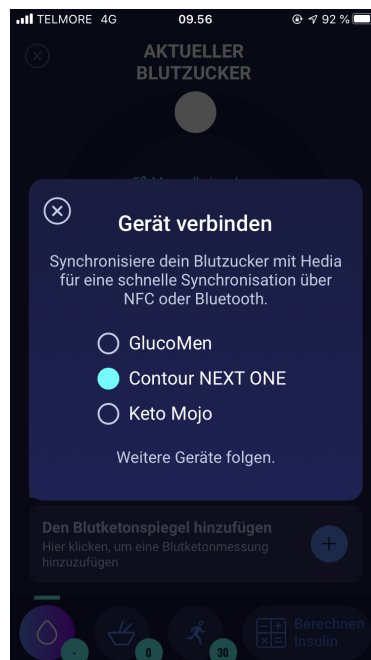 TELMORE 4G 09.56 92 %
AKTUELLER
BLUTZUCKER
Gerät verbinden
Synchronisiere dein Blutzucker mit Hedia
für eine schnelle Synchronisation über
NFC oder Bluetooth.
GlucoMen
Contour NEXT ONE
Keto Mojo
Weitere Geräte folgen.
Den Blutketonspiegel hinzufügen
Hier klicken, um eine Blutketonmessung
hinzuzufügen
Berechnen
Insulin
- 0 30